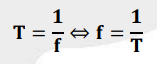 T = 1/f ⇔ f = 1/T